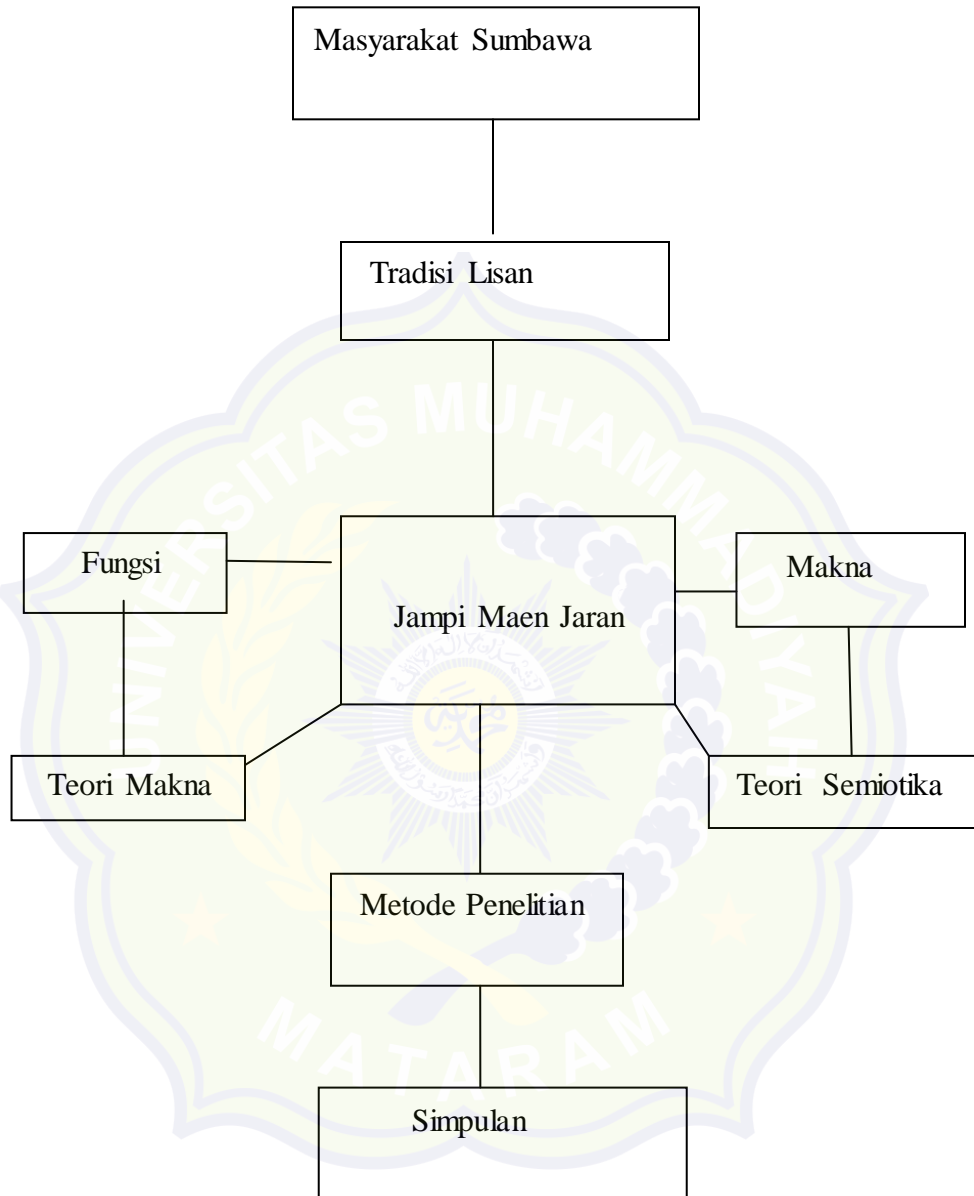 Masyarakat Sumbawa
Tradisi Lisan
Fungsi
Jampi Maen Jaran
Makna
Teori Makna
Teori Semiotika
Metode Penelitian
Simpulan
UNIVERSITAS MUHAMMADIYAH
MATARAM